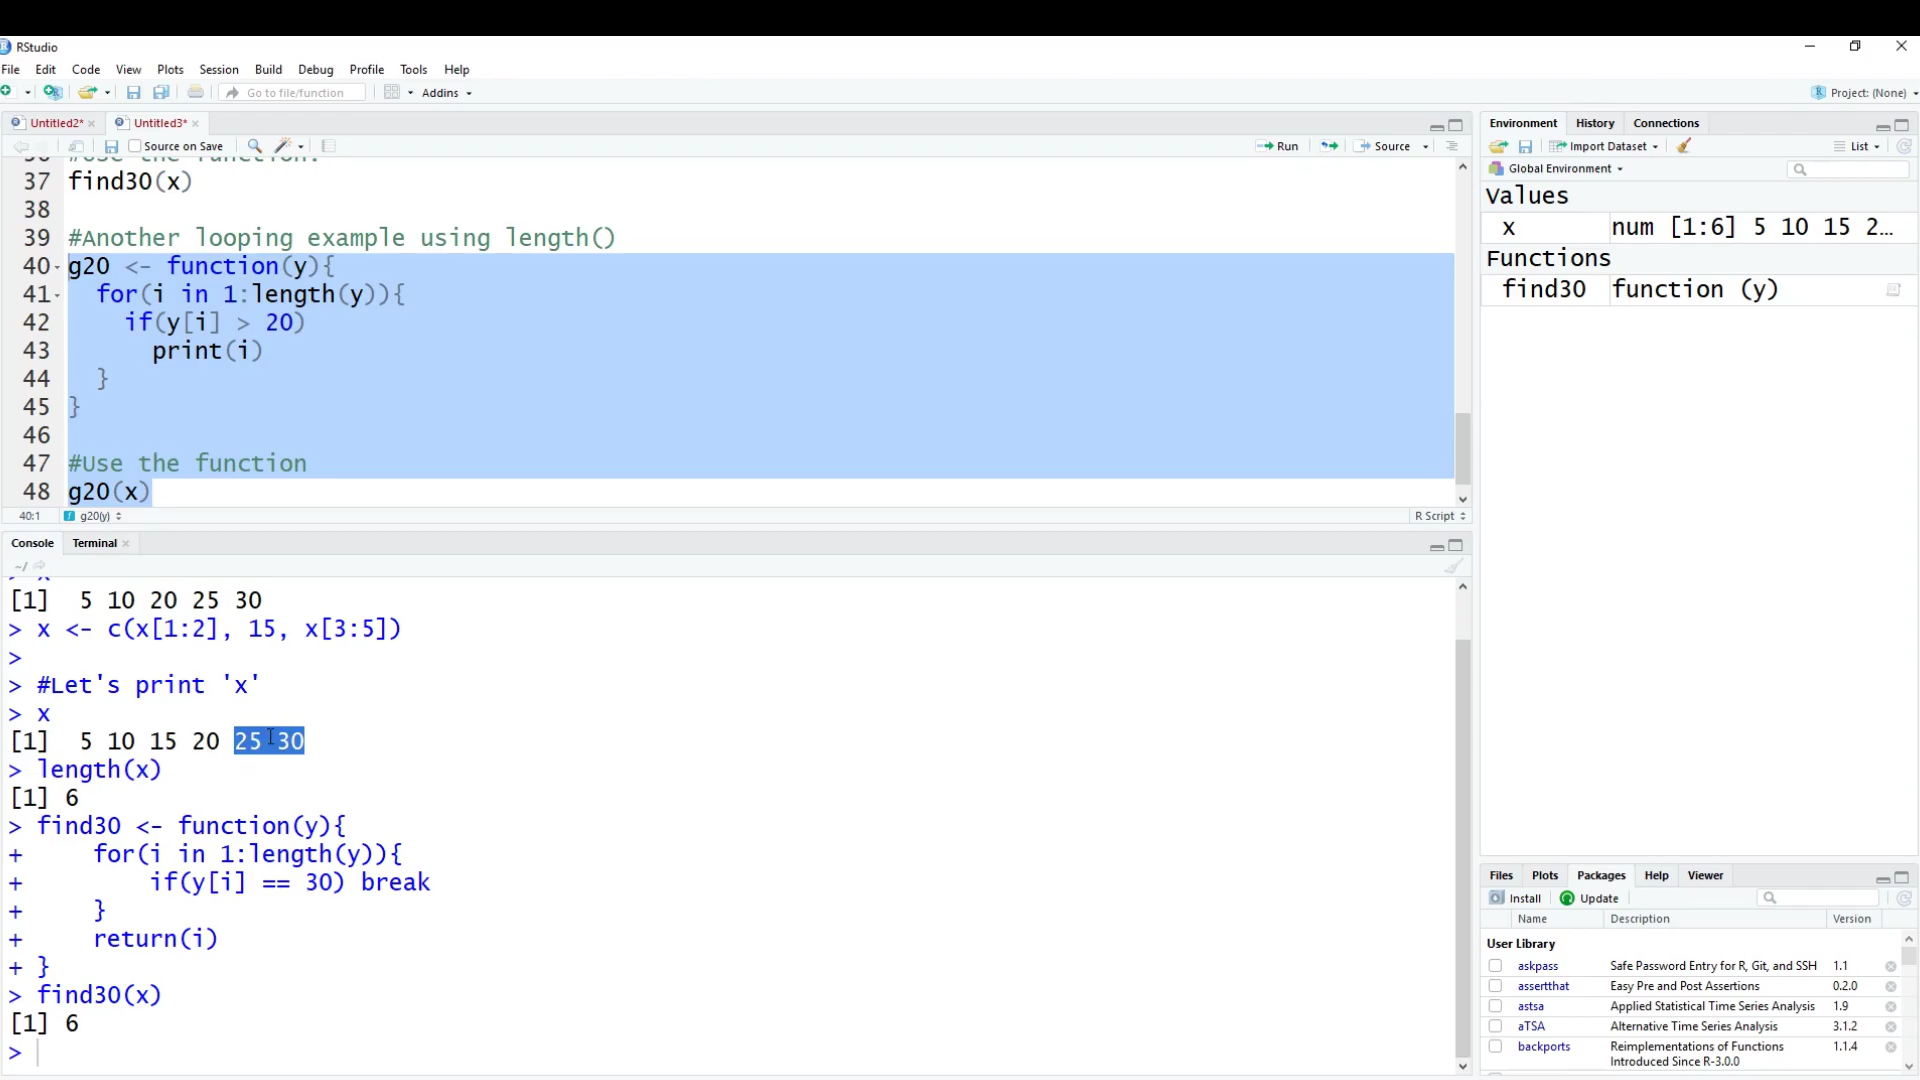 RStudio
File Edit Code View Plots Session Build Debug Profile Tools Help
Go to file/function Addins Project: (None)
Untitled2* Untitled3*
Source on Save Run Source
36 #Use the function.
37 find30(x)
38
39 #Another looping example using length()
40 g20 <- function(y){
41 for(i in 1:length(y)){
42 if(y[i] > 20)
43 print(i)
44 }
45 }
46
47 #Use the function
48 g20(x)
40:1 g20(y) R Script
Console Terminal
~/
> x
[1] 5 10 20 25 30
> x <- c(x[1:2], 15, x[3:5])
>
> #Let's print 'x'
> x
[1] 5 10 15 20 25 30
> length(x)
[1] 6
> find30 <- function(y){
+ for(i in 1:length(y)){
+ if(y[i] == 30) break
+ }
+ return(i)
+ }
> find30(x)
[1] 6
>
Environment History Connections
Import Dataset List
Global Environment
Values
x num [1:6] 5 10 15 2...
Functions
find30 function (y)
Files Plots Packages Help Viewer
Install Update
Name Description Version
User Library
askpass Safe Password Entry for R, Git, and SSH 1.1
assertthat Easy Pre and Post Assertions 0.2.0
astsa Applied Statistical Time Series Analysis 1.9
aTSA Alternative Time Series Analysis 3.1.2
backports Reimplementations of Functions 1.1.4
Introduced Since R-3.0.0